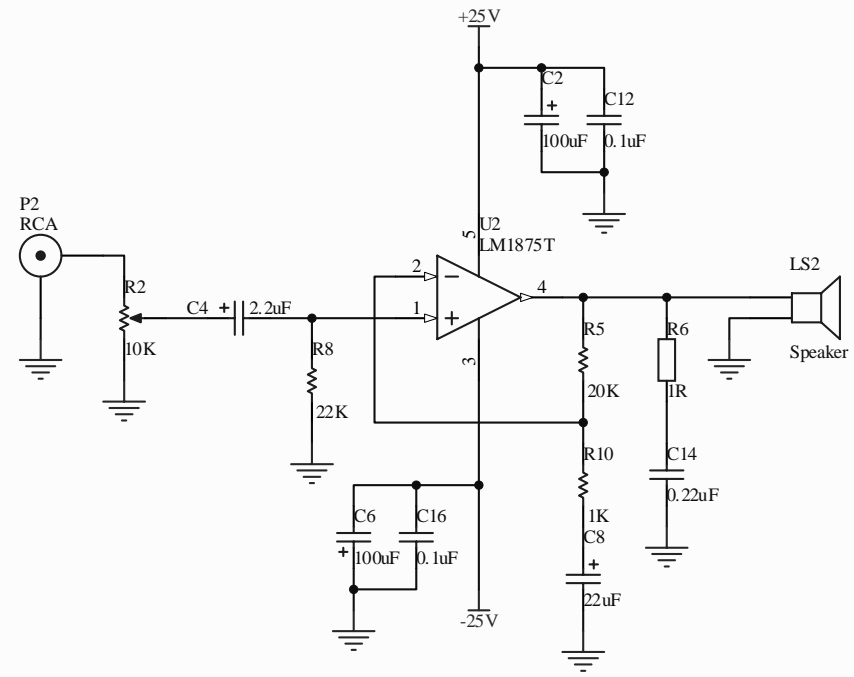 +25V
C2
C12
100uF
0.1uF
P2
RCA
U2
LM1875T
5
2
1
4
3
LS2
Speaker
R2
10K
C4
+
2.2uF
R8
22K
R5
20K
R6
1R
R10
1K
C8
22uF
C14
0.22uF
C6
100uF
C16
0.1uF
-25V